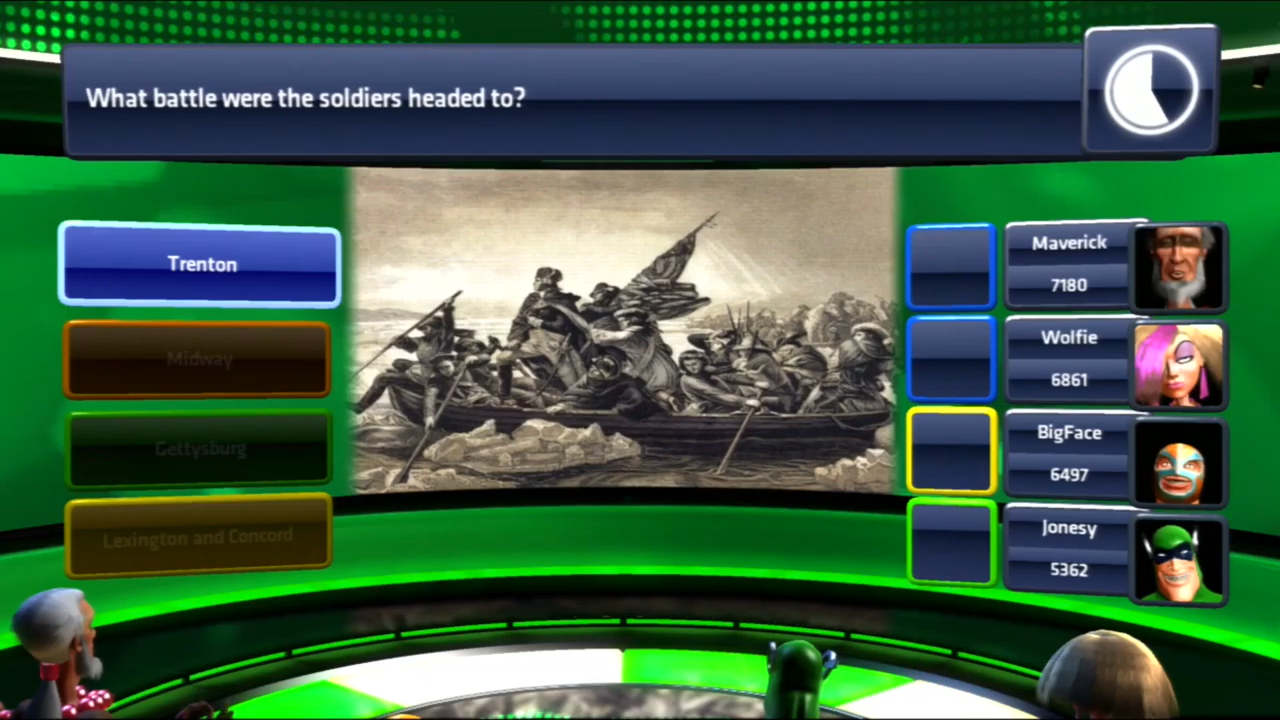 What battle were the soldiers headed to?
Trenton
Midway
Gettysburg
Lexington and Concord
Maverick
7180
Wolfie
6861
BigFace
6497
Jonesy
5362